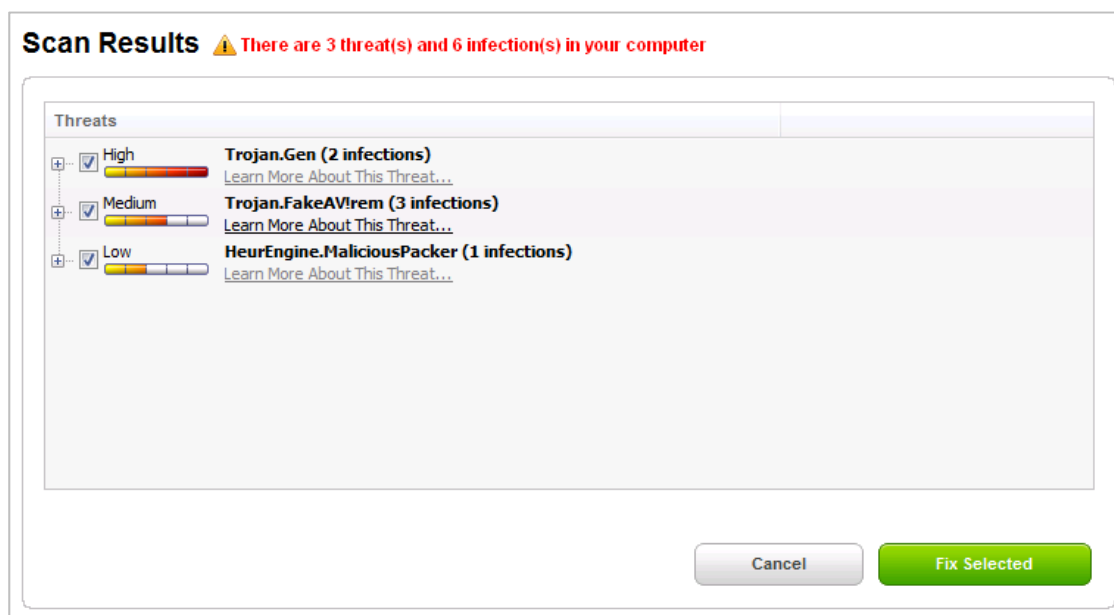 Scan Results There are 3 threat(s) and 6 infection(s) in your computer
Threats
High Trojan.Gen (2 infections)
Learn More About This Threat...
Medium Trojan.FakeAV!rem (3 infections)
Learn More About This Threat...
Low HeurEngine.MaliciousPacker (1 infections)
Learn More About This Threat...
Cancel Fix Selected